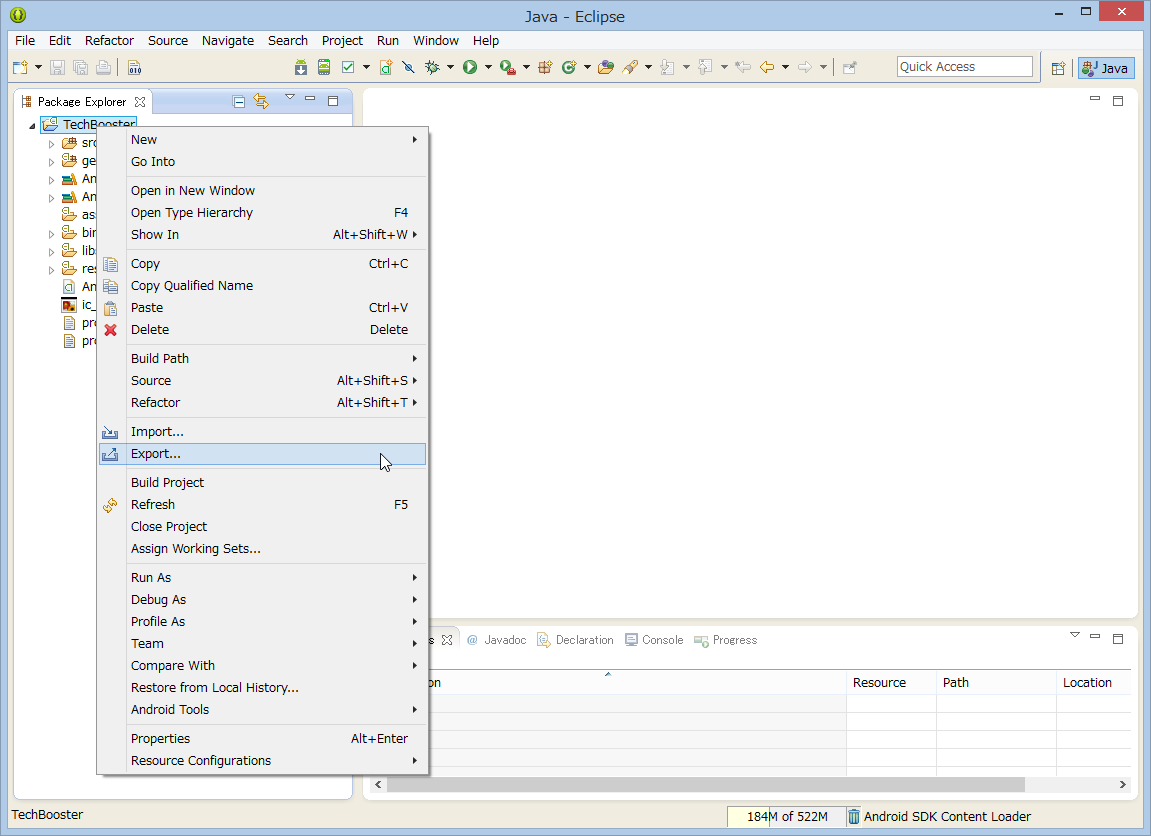 Java - Eclipse
File Edit Refactor Source Navigate Search Project Run Window Help
010
Quick Access
Java
Package Explorer
TechBooster
src
ge
An
An
ass
bin
lib
res
An
ic_
pro
pro
New
Go Into
Open in New Window
Open Type Hierarchy F4
Show In Alt+Shift+W
Copy Ctrl+C
Copy Qualified Name
Paste Ctrl+V
Delete Delete
Build Path
Source Alt+Shift+S
Refactor Alt+Shift+T
Import...
Export...
Build Project
Refresh F5
Close Project
Assign Working Sets...
Run As
Debug As
Profile As
Team
Compare With
Restore from Local History...
Android Tools
Properties Alt+Enter
Resource Configurations
s @ Javadoc Declaration Console Progress
on Resource Path Location
TechBooster
184M of 522M
Android SDK Content Loader